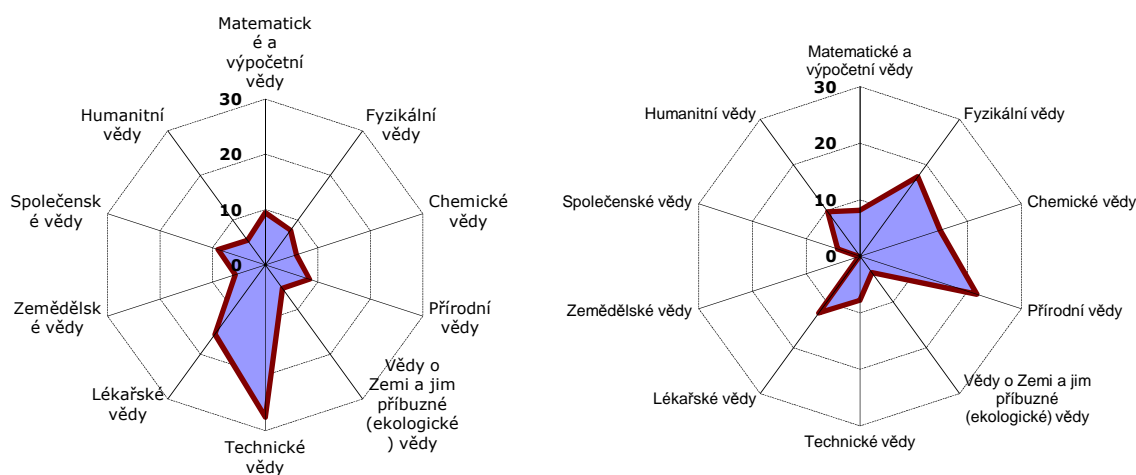 Matematick
é a
výpočetní
vědy
30
20
10
0
Fyzikální
vědy
Chemické
vědy
Přírodní
vědy
Vědy o
Zemi a jim
příbuzné
(ekologické
) vědy
Technické
vědy
Lékařské
vědy
Zemědělsk
é vědy
Společensk
é vědy
Humanitní
vědy
Matematické a
výpočetní vědy
30
20
10
0
Fyzikální vědy
Chemické vědy
Přírodní vědy
Vědy o Zemi a jim
příbuzné
(ekologické) vědy
Technické vědy
Lékařské vědy
Zemědělské vědy
Společenské vědy
Humanitní vědy